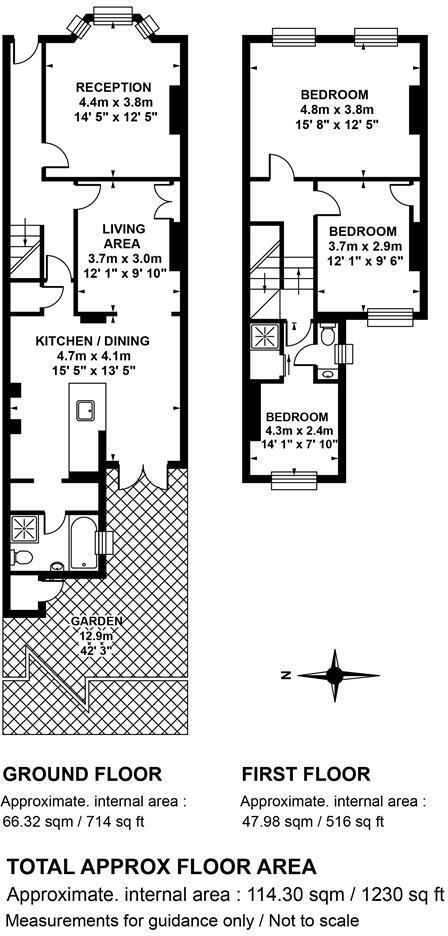 RECEPTION
4.4m x 3.8m
14' 5" x 12' 5"
LIVING
AREA
3.7m x 3.0m
12' 1" x 9' 10"
KITCHEN / DINING
4.7m x 4.1m
15' 5" x 13' 5"
GARDEN
12.9m
42' 3"
BEDROOM
4.8m x 3.8m
15' 8" x 12' 5"
BEDROOM
3.7m x 2.9m
12' 1" x 9' 6"
BEDROOM
4.3m x 2.4m
14' 1" x 7' 10"
N
GROUND FLOOR
Approximate. internal area :
66.32 sqm / 714 sq ft
FIRST FLOOR
Approximate. internal area :
47.98 sqm / 516 sq ft
TOTAL APPROX FLOOR AREA
Approximate. internal area : 114.30 sqm / 1230 sq ft
Measurements for guidance only / Not to scale